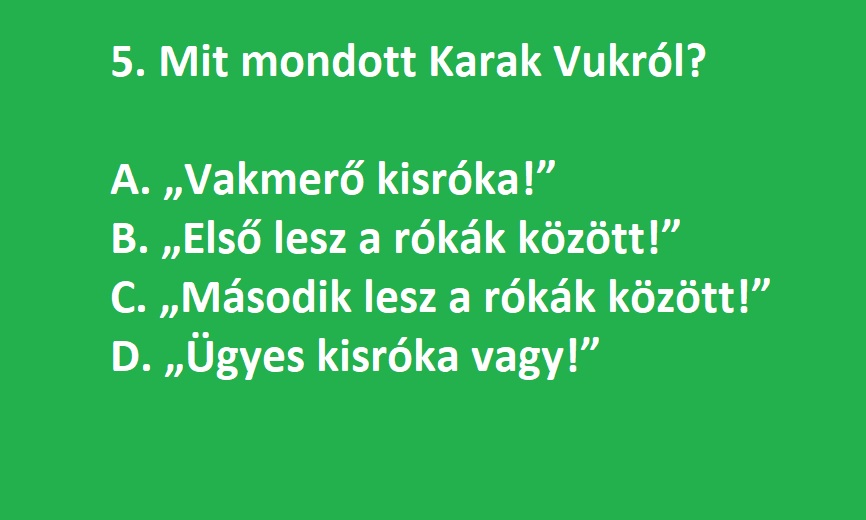 5. Mit mondott Karak Vukról?
A. „Vakmerő kisróka!”
B. „Első lesz a rókák között!”
C. „Második lesz a rókák között!”
D. „Ügyes kisróka vagy!”